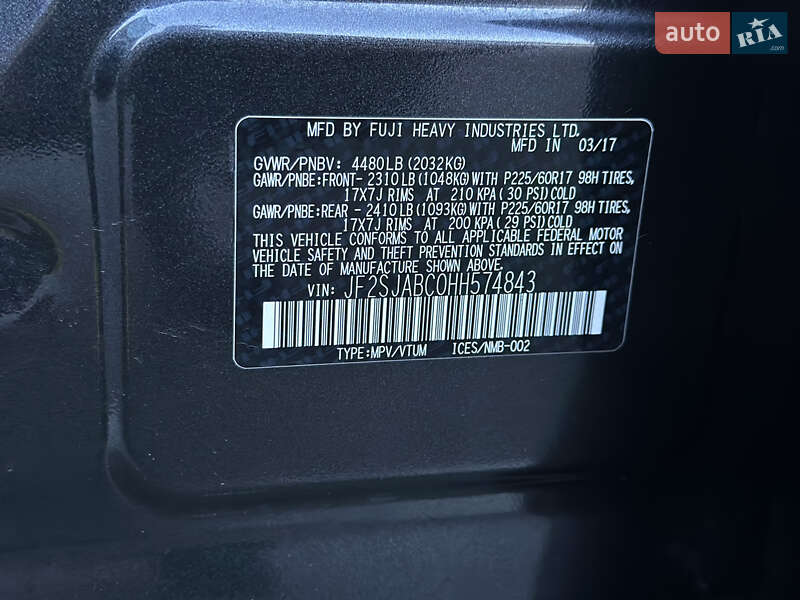 auto RIA.com
MFD BY FUJI HEAVY INDUSTRIES,LTD.
MFD IN 03/17
GVWR/PNBV: 4480LB(2032KG)
GAWR/PNBE:FRONT- 2310LB(1048KG)WITH P225/60R17 98H TIRES,
17X7J RIMS AT 210 KPA( 30 PSI)COLD
GAWR/PNBE:REAR - 2410LB(1093KG)WITH P225/60R17 98H TIRES,
17X7J RIMS AT 200 KPA( 29 PSI)COLD
THIS VEHICLE CONFORMS TO ALL APPLICABLE FEDERAL MOTOR
VEHICLE SAFETY AND THEFT PREVENTION STANDARDS IN EFFECT ON
THE DATE OF MANUFACTURE SHOWN ABOVE.
VIN: JF2SJABC0HH574843
TYPE:MPV/VTUM ICES/NMB-002